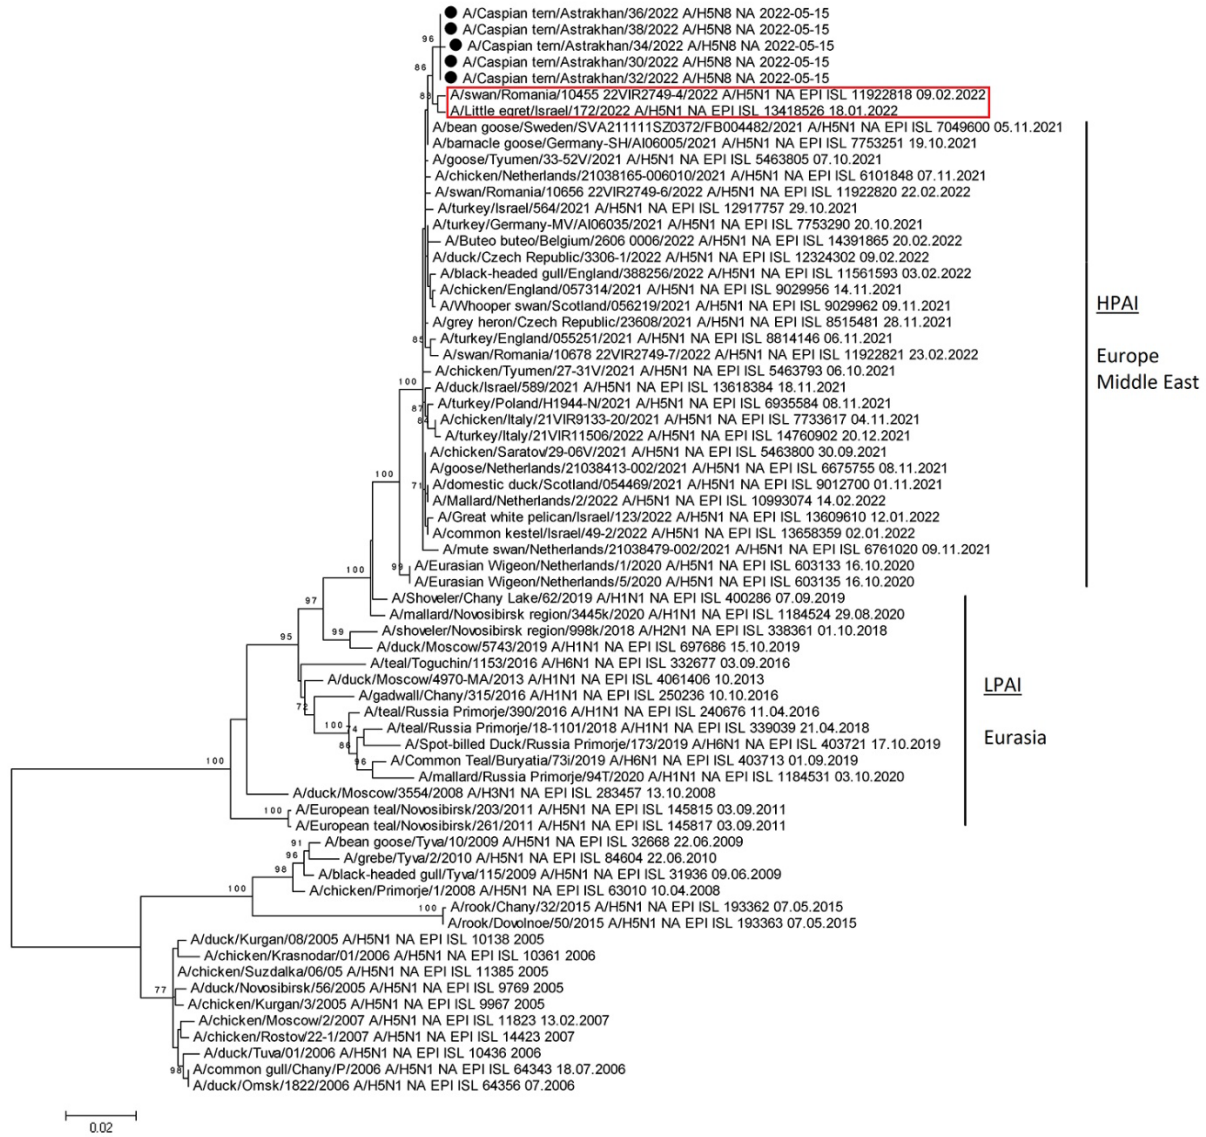 A/Caspian tern/Astrakhan/36/2022 A/H5N8 NA 2022-05-15
A/Caspian tern/Astrakhan/38/2022 A/H5N8 NA 2022-05-15
96
A/Caspian tern/Astrakhan/34/2022 A/H5N8 NA 2022-05-15
A/Caspian tern/Astrakhan/30/2022 A/H5N8 NA 2022-05-15
86
A/Caspian tern/Astrakhan/32/2022 A/H5N8 NA 2022-05-15
A/swan/Romania/10455 22VIR2749-4/2022 A/H5N1 NA EPI ISL 11922818 09.02.2022
A/Little egret/Israel/172/2022 A/H5N1 NA EPI ISL 13418526 18.01.2022
A/bean goose/Sweden/SVA211111SZ0372/FB004482/2021 A/H5N1 NA EPI ISL 7049600 05.11.2021
A/barnacle goose/Germany-SH/AI06005/2021 A/H5N1 NA EPI ISL 7753251 19.10.2021
A/goose/Tyumen/33-52V/2021 A/H5N1 NA EPI ISL 5463805 07.10.2021
A/chicken/Netherlands/21038165-006010/2021 A/H5N1 NA EPI ISL 6101848 07.11.2021
A/swan/Romania/10656 22VIR2749-6/2022 A/H5N1 NA EPI ISL 11922820 22.02.2022
A/turkey/Israel/564/2021 A/H5N1 NA EPI ISL 12917757 29.10.2021
A/turkey/Germany-MV/AI06035/2021 A/H5N1 NA EPI ISL 7753290 20.10.2021
A/Buteo buteo/Belgium/2606 0006/2022 A/H5N1 NA EPI ISL 14391865 20.02.2022
A/duck/Czech Republic/3306-1/2022 A/H5N1 NA EPI ISL 12324302 09.02.2022
A/black-headed gull/England/388256/2022 A/H5N1 NA EPI ISL 11561593 03.02.2022
A/chicken/England/057314/2021 A/H5N1 NA EPI ISL 9029956 14.11.2021
A/Whooper swan/Scotland/056219/2021 A/H5N1 NA EPI ISL 9029962 09.11.2021
HPAI
A/grey heron/Czech Republic/23608/2021 A/H5N1 NA EPI ISL 8515481 28.11.2021
A/turkey/England/055251/2021 A/H5N1 NA EPI ISL 8814146 06.11.2021
A/swan/Romania/10678 22VIR2749-7/2022 A/H5N1 NA EPI ISL 11922821 23.02.2022
Europe
Middle East
A/chicken/Tyumen/27-31V/2021 A/H5N1 NA EPI ISL 5463793 06.10.2021
100
A/duck/Israel/589/2021 A/H5N1 NA EPI ISL 13618384 18.11.2021
A/turkey/Poland/H1944-N/2021 A/H5N1 NA EPI ISL 6935584 08.11.2021
87
A/chicken/Italy/21VIR9133-20/2021 A/H5N1 NA EPI ISL 7733617 04.11.2021
A/turkey/Italy/21VIR11506/2022 A/H5N1 NA EPI ISL 14760902 20.12.2021
A/chicken/Saratov/29-06V/2021 A/H5N1 NA EPI ISL 5463800 30.09.2021
A/goose/Netherlands/21038413-002/2021 A/H5N1 NA EPI ISL 6675755 08.11.2021
100
71
A/domestic duck/Scotland/054469/2021 A/H5N1 NA EPI ISL 9012700 01.11.2021
A/Mallard/Netherlands/2/2022 A/H5N1 NA EPI ISL 10993074 14.02.2022
A/Great white pelican/Israel/123/2022 A/H5N1 NA EPI ISL 13609610 12.01.2022
A/common kestel/Israel/49-2/2022 A/H5N1 NA EPI ISL 13658359 02.01.2022
A/mute swan/Netherlands/21038479-002/2021 A/H5N1 NA EPI ISL 6761020 09.11.2021
99
A/Eurasian Wigeon/Netherlands/1/2020 A/H5N1 NA EPI ISL 603133 16.10.2020
100
A/Eurasian Wigeon/Netherlands/5/2020 A/H5N1 NA EPI ISL 603135 16.10.2020
A/Shoveler/Chany Lake/62/2019 A/H1N1 NA EPI ISL 400286 07.09.2019
97
A/mallard/Novosibirsk region/3445k/2020 A/H1N1 NA EPI ISL 1184524 29.08.2020
99
A/shoveler/Novosibirsk region/998k/2018 A/H2N1 NA EPI ISL 338361 01.10.2018
95
A/duck/Moscow/5743/2019 A/H1N1 NA EPI ISL 697686 15.10.2019
A/teal/Toguchin/1153/2016 A/H6N1 NA EPI ISL 332677 03.09.2016
A/duck/Moscow/4970-MA/2013 A/H1N1 NA EPI ISL 4061406 10.2013
LPAI
A/gadwall/Chany/315/2016 A/H1N1 NA EPI ISL 250236 10.10.2016
72
A/teal/Russia Primorje/390/2016 A/H1N1 NA EPI ISL 240676 11.04.2016
100
74
A/teal/Russia Primorje/18-1101/2018 A/H1N1 NA EPI ISL 339039 21.04.2018
Eurasia
86
A/Spot-billed Duck/Russia Primorje/173/2019 A/H6N1 NA EPI ISL 403721 17.10.2019
96
A/Common Teal/Buryatia/73i/2019 A/H6N1 NA EPI ISL 403713 01.09.2019
100
A/mallard/Russia Primorje/94T/2020 A/H1N1 NA EPI ISL 1184531 03.10.2020
A/duck/Moscow/3554/2008 A/H3N1 NA EPI ISL 283457 13.10.2008
100
A/European teal/Novosibirsk/203/2011 A/H5N1 NA EPI ISL 145815 03.09.2011
A/European teal/Novosibirsk/261/2011 A/H5N1 NA EPI ISL 145817 03.09.2011
91
A/bean goose/Tyva/10/2009 A/H5N1 NA EPI ISL 32668 22.06.2009
96
A/grebe/Tyva/2/2010 A/H5N1 NA EPI ISL 84604 22.06.2010
98
A/black-headed gull/Tyva/115/2009 A/H5N1 NA EPI ISL 31936 09.06.2009
100
A/chicken/Primorje/1/2008 A/H5N1 NA EPI ISL 63010 10.04.2008
100
A/rook/Chany/32/2015 A/H5N1 NA EPI ISL 193362 07.05.2015
A/rook/Dovolnoe/50/2015 A/H5N1 NA EPI ISL 193363 07.05.2015
A/duck/Kurgan/08/2005 A/H5N1 NA EPI ISL 10138 2005
A/chicken/Krasnodar/01/2006 A/H5N1 NA EPI ISL 10361 2006
A/chicken/Suzdalka/06/05 A/H5N1 NA EPI ISL 11385 2005
77
A/duck/Novosibirsk/56/2005 A/H5N1 NA EPI ISL 9769 2005
A/chicken/Kurgan/3/2005 A/H5N1 NA EPI ISL 9967 2005
A/chicken/Moscow/2/2007 A/H5N1 NA EPI ISL 11823 13.02.2007
A/chicken/Rostov/22-1/2007 A/H5N1 NA EPI ISL 14423 2007
A/duck/Tuva/01/2006 A/H5N1 NA EPI ISL 10436 2006
98
A/common gull/Chany/P/2006 A/H5N1 NA EPI ISL 64343 18.07.2006
A/duck/Omsk/1822/2006 A/H5N1 NA EPI ISL 64356 07.2006
0.02